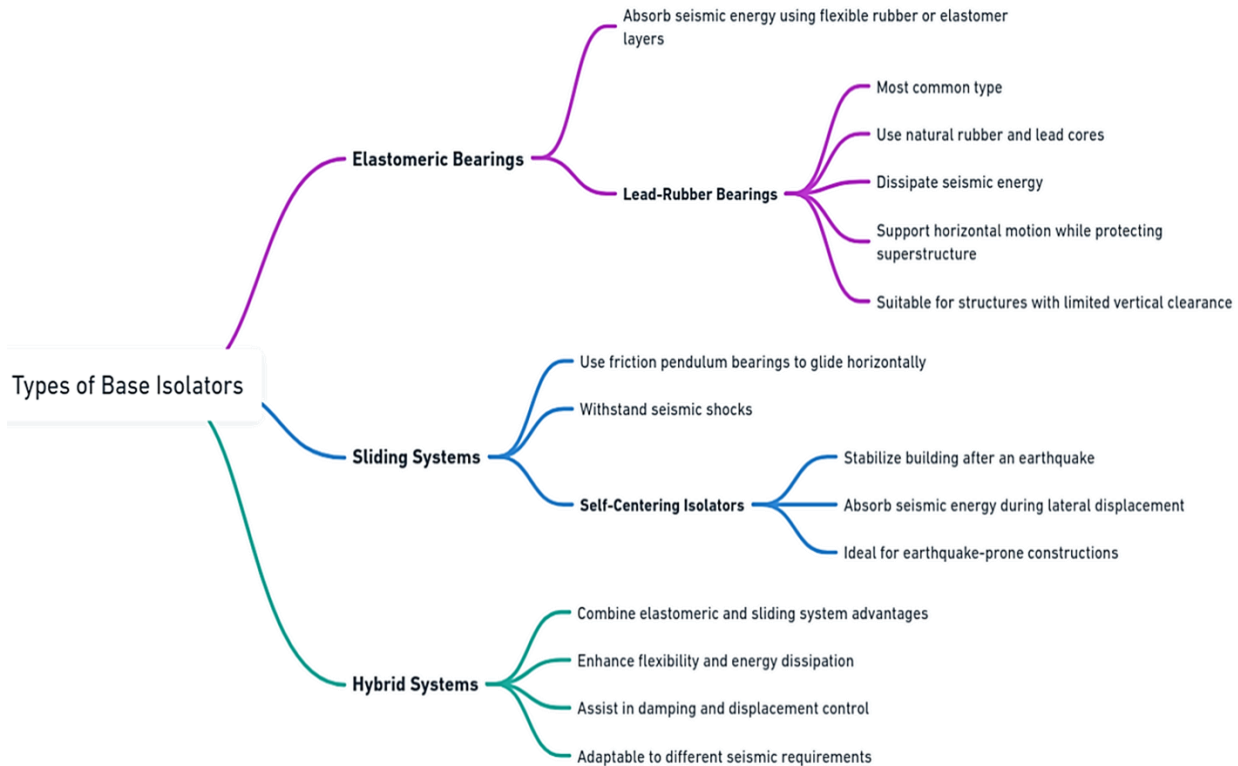 Types of Base Isolators
Elastomeric Bearings
Absorb seismic energy using flexible rubber or elastomer
layers
Lead-Rubber Bearings
Most common type
Use natural rubber and lead cores
Dissipate seismic energy
Support horizontal motion while protecting
superstructure
Suitable for structures with limited vertical clearance
Sliding Systems
Use friction pendulum bearings to glide horizontally
Withstand seismic shocks
Self-Centering Isolators
Stabilize building after an earthquake
Absorb seismic energy during lateral displacement
Ideal for earthquake-prone constructions
Hybrid Systems
Combine elastomeric and sliding system advantages
Enhance flexibility and energy dissipation
Assist in damping and displacement control
Adaptable to different seismic requirements